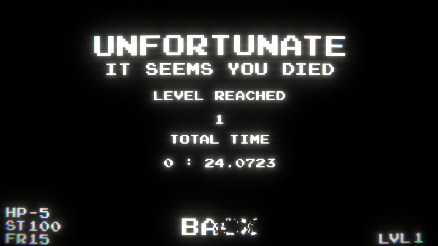 UNFORTUNATE
IT SEEMS YOU DIED
LEVEL REACHED
1
TOTAL TIME
0 : 24.0723
BACK
HP-5
ST100
FR15
LVL1